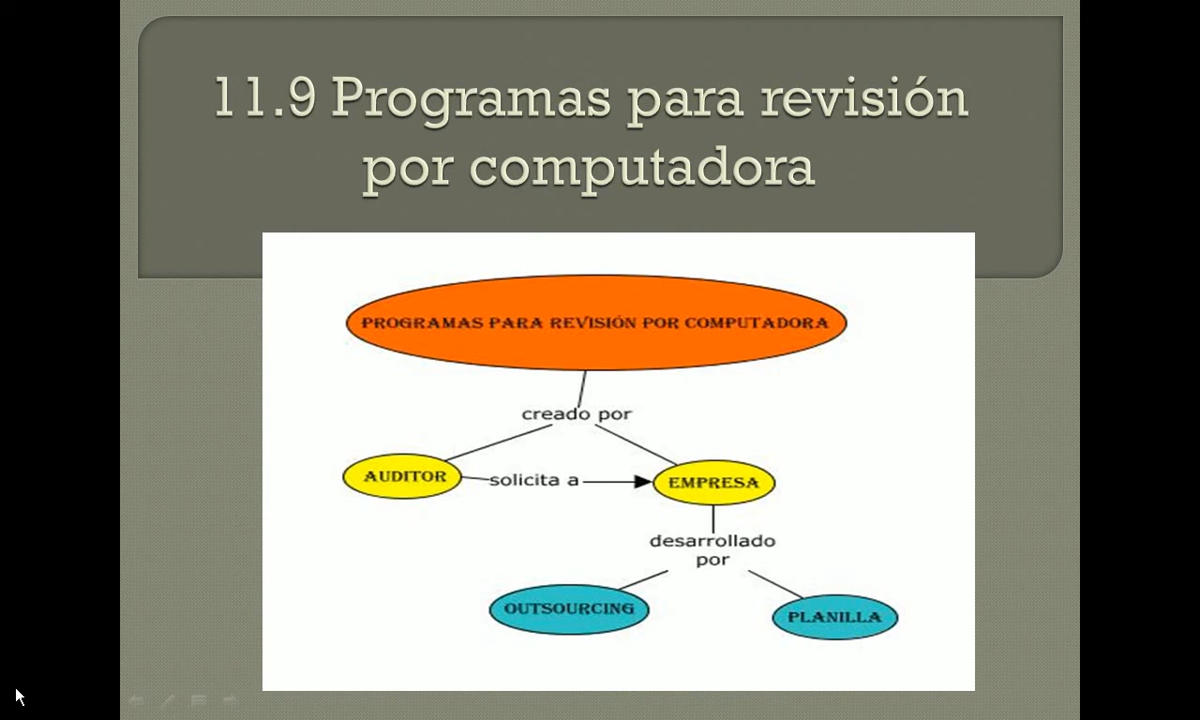 11.9 Programas para revisión
por computadora
PROGRAMAS PARA REVISIÓN POR COMPUTADORA
creado por
AUDITOR
solicita a
EMPRESA
desarrollado
por
OUTSOURCING
PLANILLA